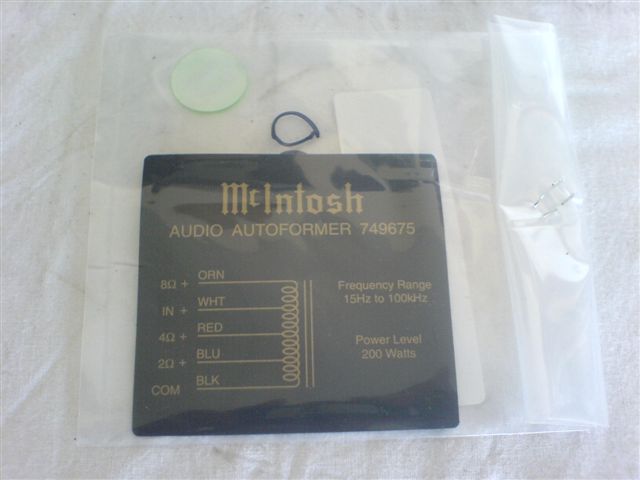 McIntosh
AUDIO AUTOFORMER 749675
8Ω + ORN
IN + WHT
4Ω + RED
2Ω + BLU
COM BLK
Frequency Range
15Hz to 100kHz
Power Level
200 Watts